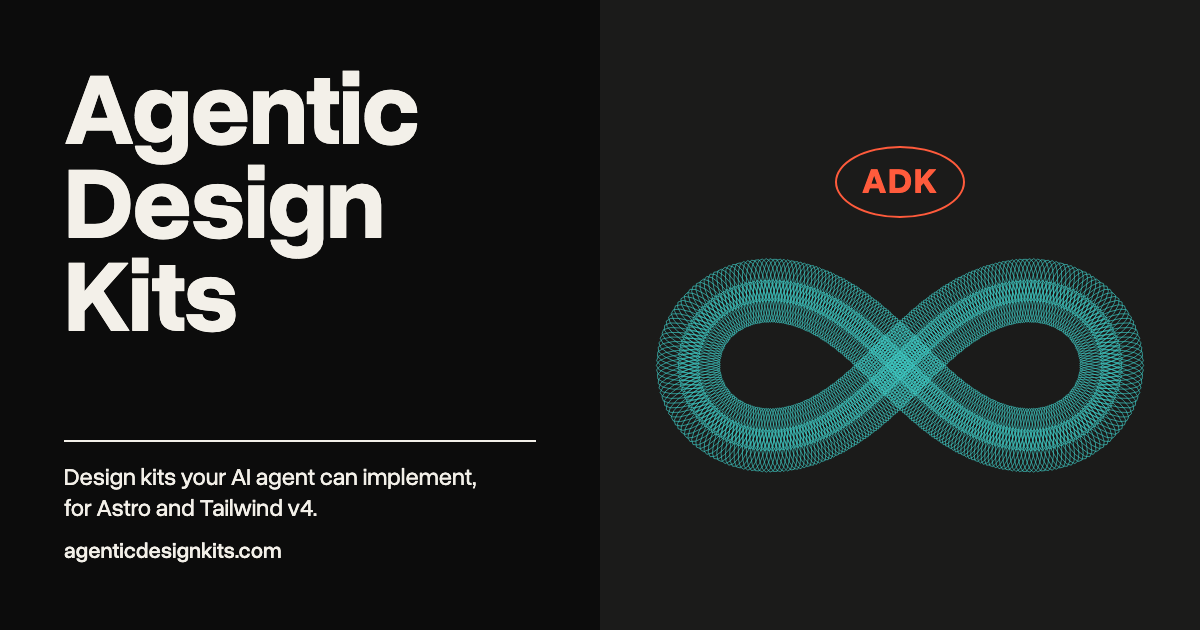 Agentic
Design
Kits
Design kits your AI agent can implement,
for Astro and Tailwind v4.
agenticdesignkits.com
ADK